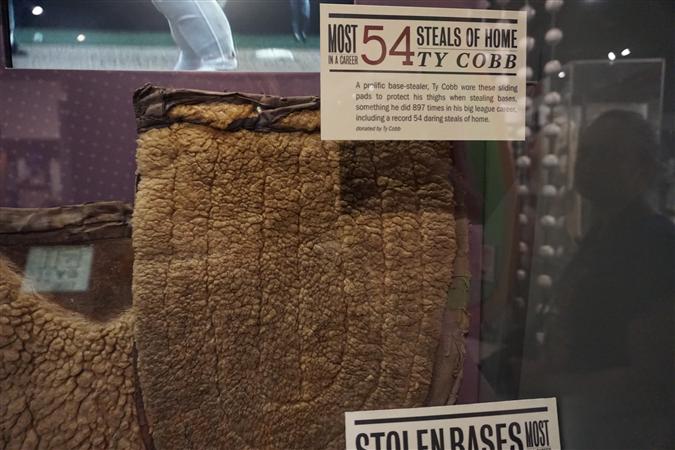 MOST
IN A CAREER
54
STEALS OF HOME
TY COBB
A prolific base-stealer, Ty Cobb wore these sliding
pads to protect his thighs when stealing bases,
something he did 897 times in his big league career,
including a record 54 daring steals of home.
donated by Ty Cobb
STOLEN BASES MOST